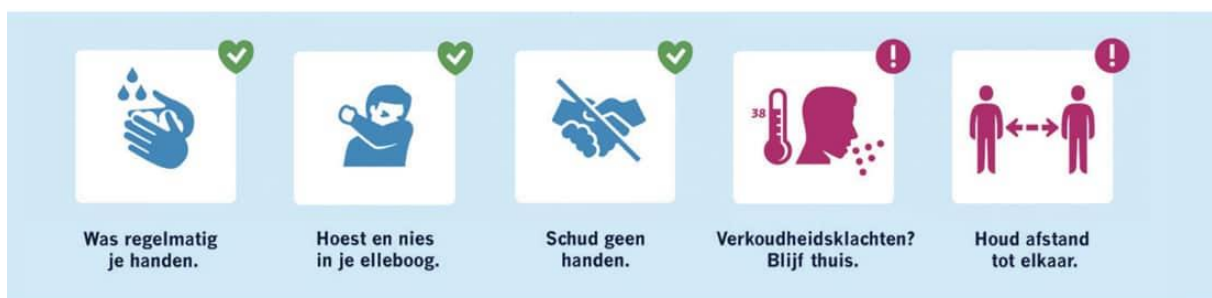 Was regelmatig
je handen.
Hoest en nies
in je elleboog.
Schud geen
handen.
38
Verkoudheidsklachten?
Blijf thuis.
Houd afstand
tot elkaar.